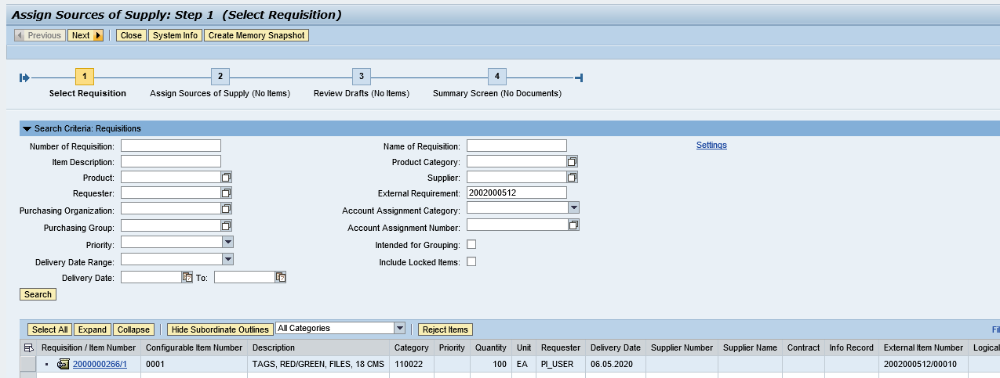 Assign Sources of Supply: Step 1 (Select Requisition)
Previous Next Close System Info Create Memory Snapshot
1 2 3 4
Select Requisition Assign Sources of Supply (No Items) Review Drafts (No Items) Summary Screen (No Documents)
Search Criteria: Requisitions
Number of Requisition: Name of Requisition: Settings
Item Description: Product Category:
Product: Supplier:
Requester: External Requirement: 2002000512
Purchasing Organization: Account Assignment Category:
Purchasing Group: Account Assignment Number:
Priority: Intended for Grouping:
Delivery Date Range: Include Locked Items:
Delivery Date: To:
Search
Select All Expand Collapse Hide Subordinate Outlines All Categories Reject Items Fil
Requisition / Item Number Configurable Item Number Description Category Priority Quantity Unit Requester Delivery Date Supplier Number Supplier Name Contract Info Record External Item Number Logical
2000000266/1 0001 TAGS, RED/GREEN, FILES, 18 CMS 110022 100 EA PI_USER 06.05.2020 2002000512/00010